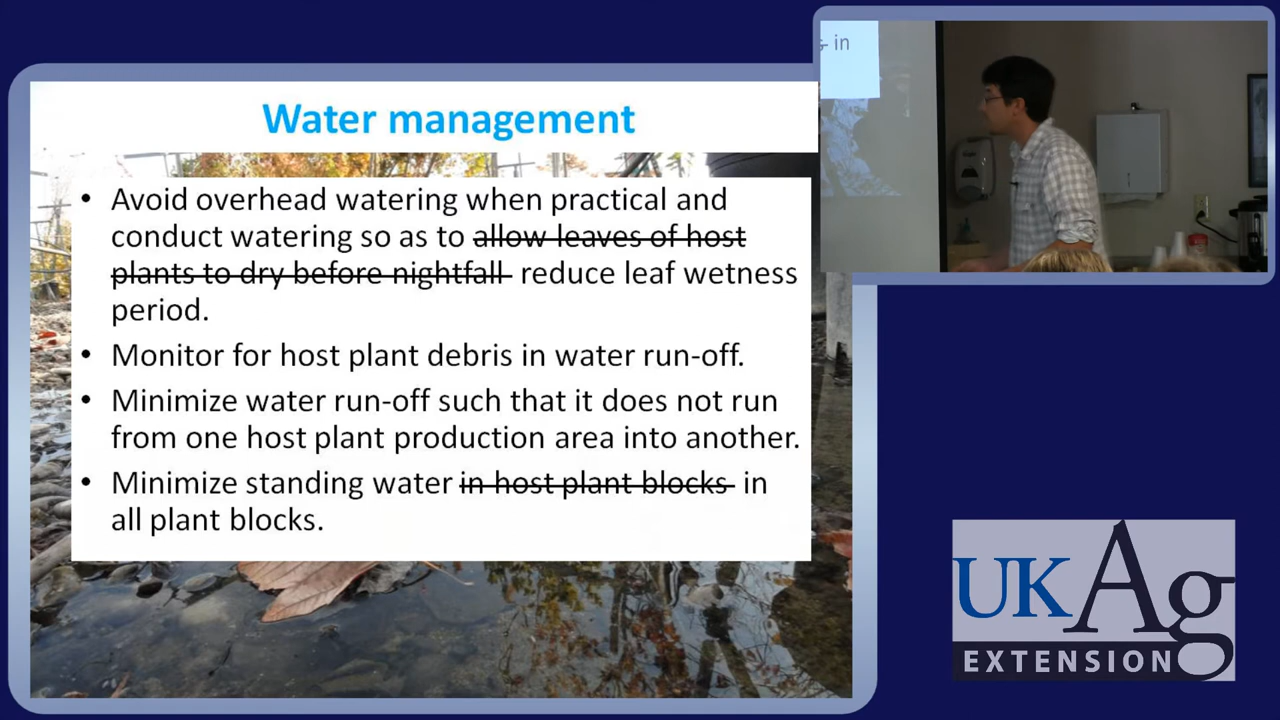 Water management
• Avoid overhead watering when practical and
conduct watering so as to allow leaves of host
plants to dry before nightfall reduce leaf wetness
period.
• Monitor for host plant debris in water run-off.
• Minimize water run-off such that it does not run
from one host plant production area into another.
• Minimize standing water in host plant blocks in
all plant blocks.
in
UKAg
EXTENSION